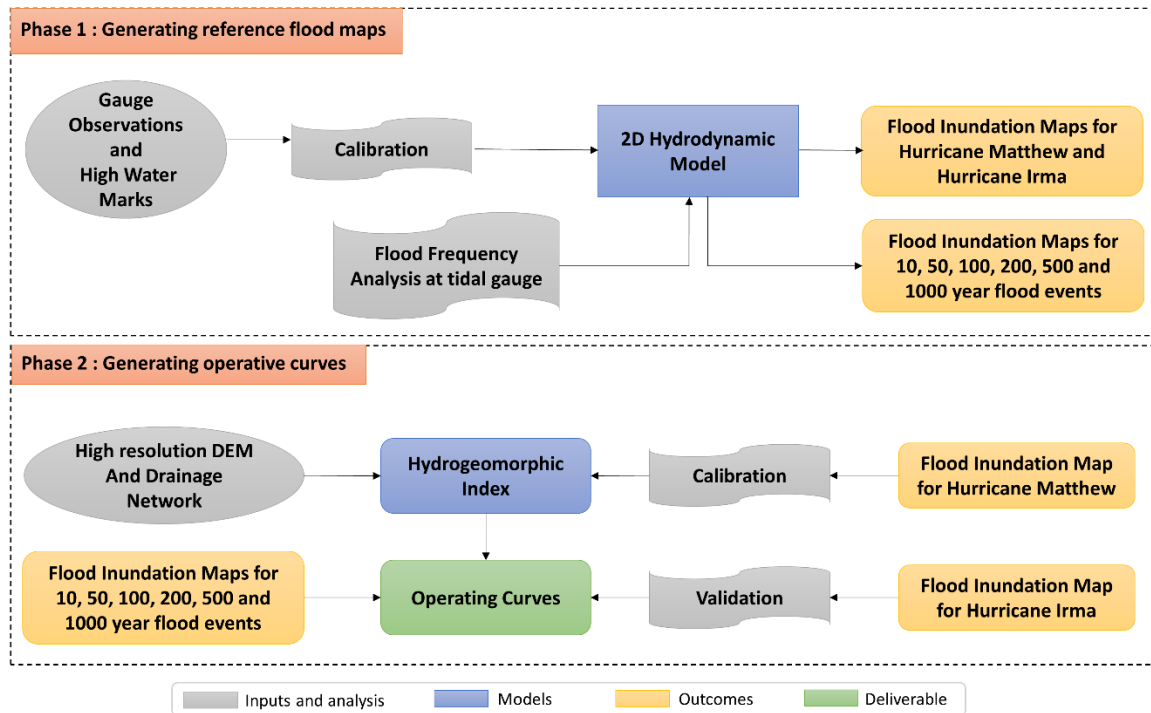 Phase 1 : Generating reference flood maps
Gauge
Observations
and
High Water
Marks
Calibration
2D Hydrodynamic
Model
Flood Inundation Maps for
Hurricane Matthew and
Hurricane Irma
Flood Frequency
Analysis at tidal gauge
Flood Inundation Maps for
10, 50, 100, 200, 500 and
1000 year flood events
Phase 2 : Generating operative curves
High resolution DEM
And Drainage
Network
Hydrogeomorphic
Index
Calibration
Flood Inundation Map
for Hurricane Matthew
Flood Inundation Maps for
10, 50, 100, 200, 500 and
1000 year flood events
Operating Curves
Validation
Flood Inundation Map
for Hurricane Irma
Inputs and analysis
Models
Outcomes
Deliverable